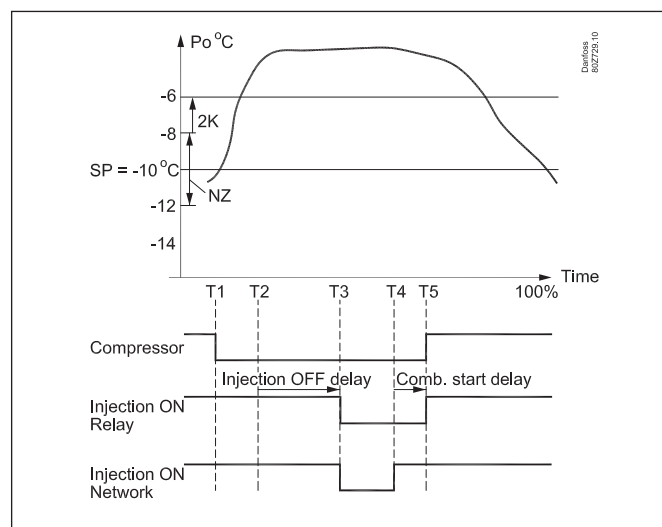 Po °C
Danfoss
80Z729.10
-6
2K
-8
SP = -10 °C
NZ
-12
-14
Time
T1 T2 T3 T4 T5 100%
Compressor
Injection OFF delay Comb. start delay
Injection ON
Relay
Injection ON
Network